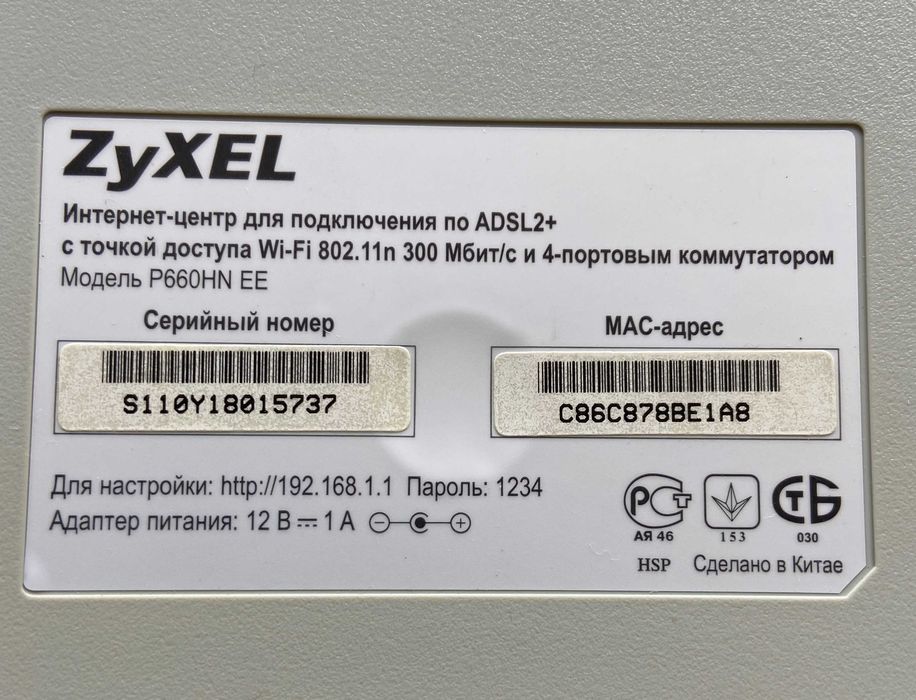 ZyXEL
Интернет-центр для подключения по ADSL2+
с точкой доступа Wi-Fi 802.11n 300 Мбит/с и 4-портовым коммутатором
Модель P660HN EE
Серийный номер
S110Y18015737
MAC-адрес
C86C878BE1A8
Для настройки: http://192.168.1.1 Пароль: 1234
Адаптер питания: 12 В 1 А
РСТ
АЯ 46
153
СТБ
030
HSP
Сделано в Китае